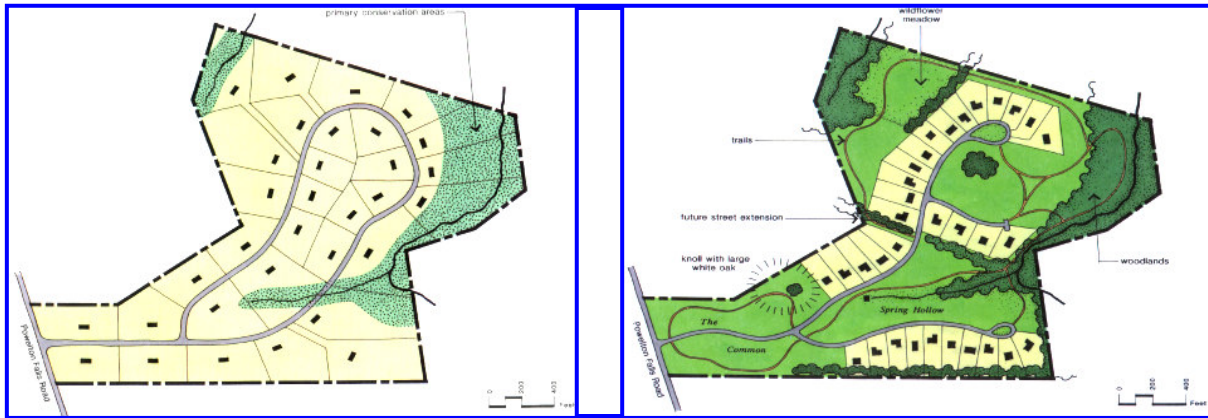 primary conservation areas
Powelton Falls Road
0 200 400
Feet
wildflower
meadow
trails
future street extension
knoll with large
white oak
woodlands
The
Common
Spring Hollow
Powelton Falls Road
0 200 400
Feet